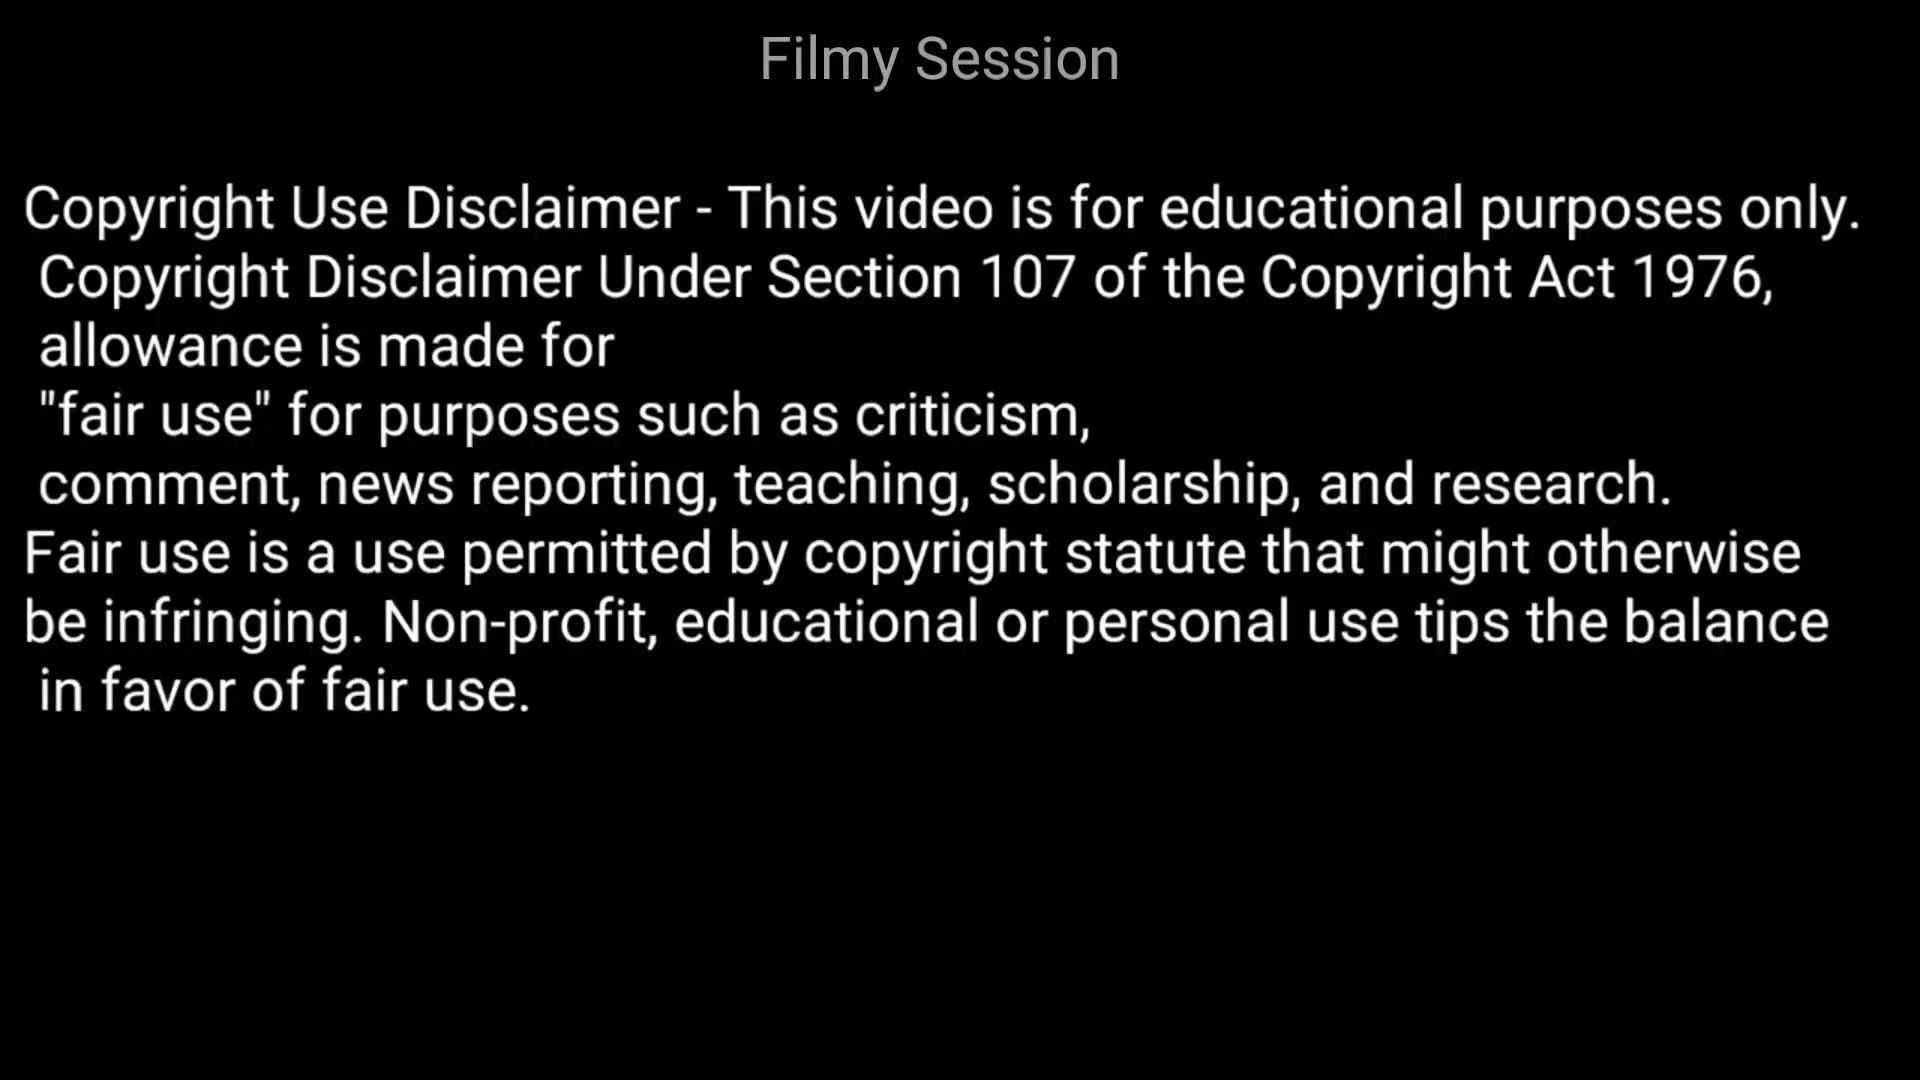 Filmy Session
Copyright Use Disclaimer - This video is for educational purposes only.
Copyright Disclaimer Under Section 107 of the Copyright Act 1976,
allowance is made for
"fair use" for purposes such as criticism,
comment, news reporting, teaching, scholarship, and research.
Fair use is a use permitted by copyright statute that might otherwise
be infringing. Non-profit, educational or personal use tips the balance
in favor of fair use.